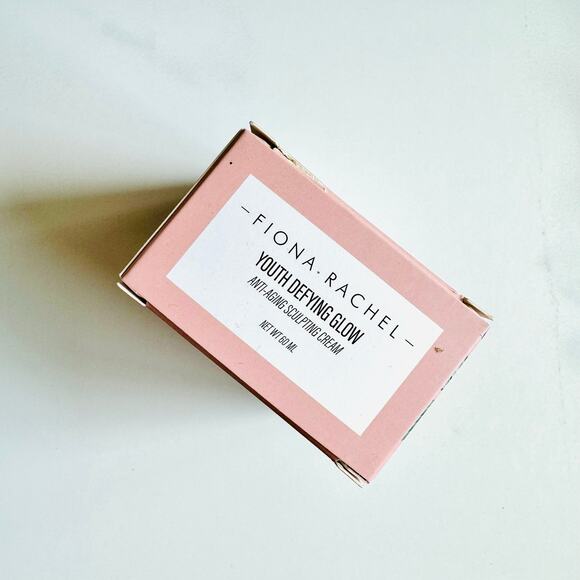 –FIONA.RACHEL–
YOUTH DEFYING GLOW
ANTI-AGING SCULPTING CREAM
NET WT 60 ML